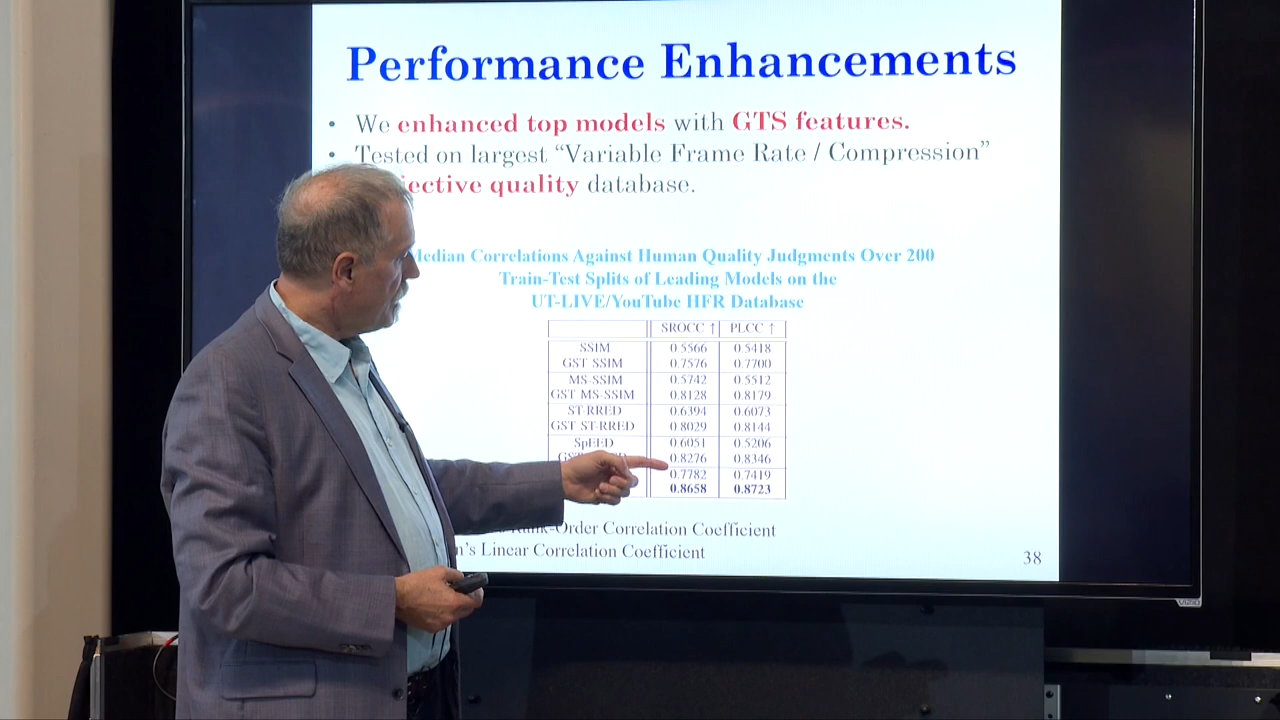 Performance Enhancements
• We enhanced top models with GTS features.
• Tested on largest “Variable Frame Rate / Compression”
jective quality database.
Median Correlations Against Human Quality Judgments Over 200
Train-Test Splits of Leading Models on the
UT-LIVE/YouTube HFR Database
SROCC ↑ PLCC ↑
SSIM 0.5566 0.5418
GST SSIM 0.7576 0.7700
MS-SSIM 0.5742 0.5512
GST MS-SSIM 0.8128 0.8179
ST-RRED 0.6394 0.6073
GST ST-RRED 0.8029 0.8144
SpEED 0.6051 0.5206
0.8276 0.8346
0.7782 0.7419
0.8658 0.8723
Rank-Order Correlation Coefficient
n’s Linear Correlation Coefficient
38
VIZIO